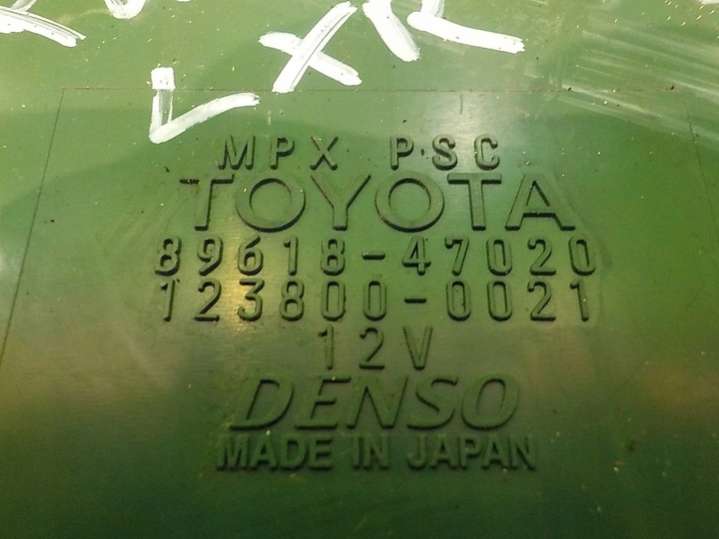 MPX PSC
TOYOTA
89618-47020
123800-0021
12V
DENSO
MADE IN JAPAN